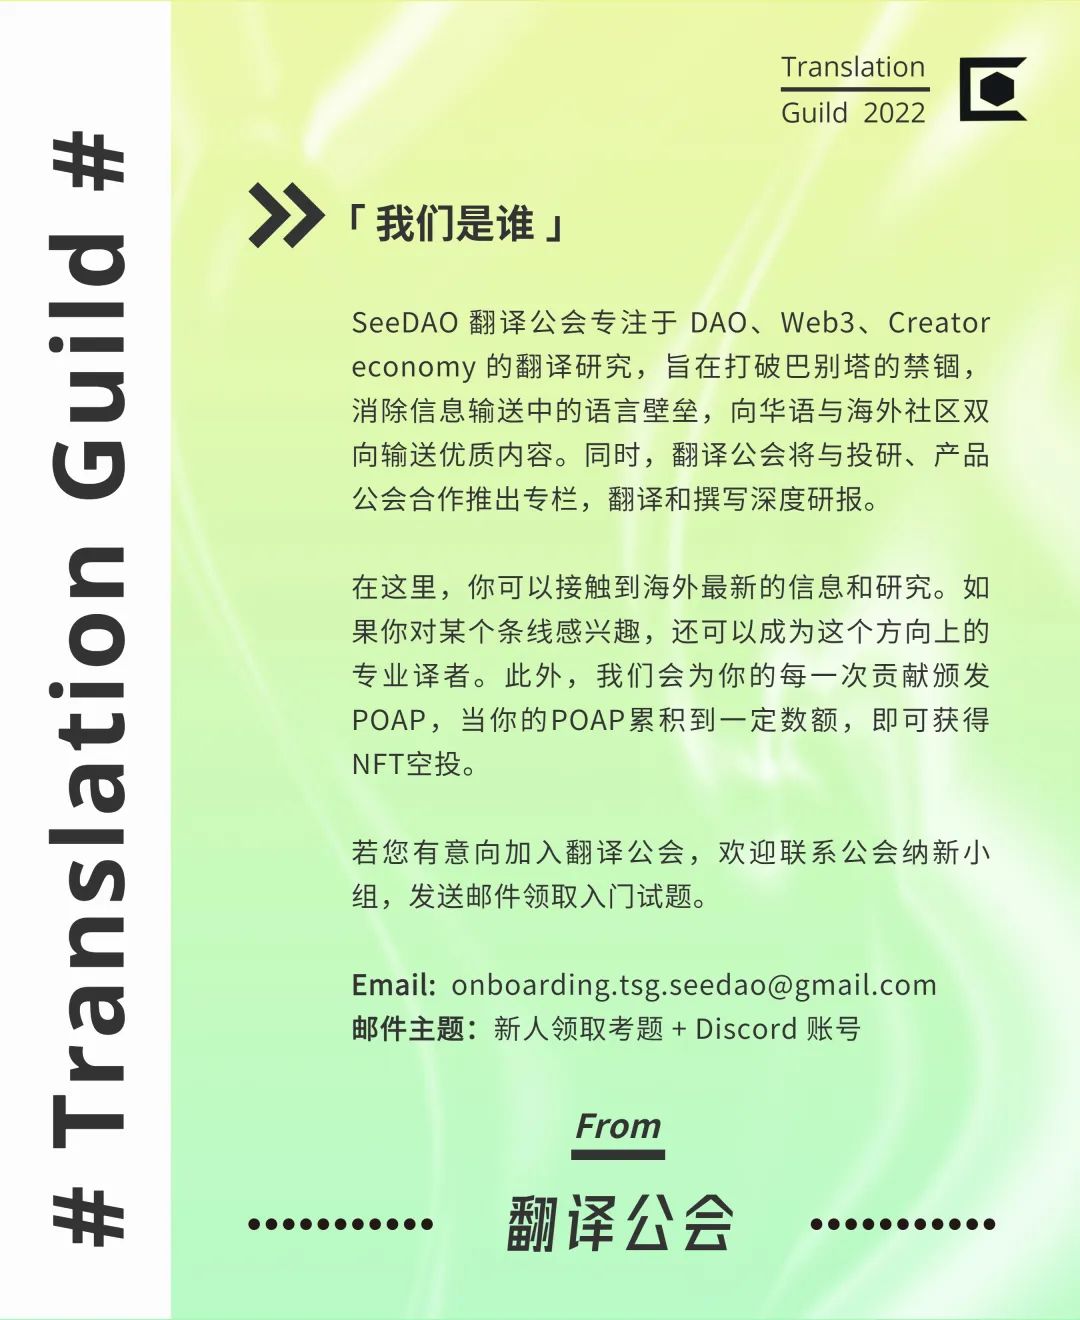 # Translation Guild #
Translation
Guild 2022
「我们是谁」
SeeDAO 翻译公会专注于 DAO、Web3、Creator
economy 的翻译研究，旨在打破巴别塔的禁锢，
消除信息输送中的语言壁垒，向华语与海外社区双
向输送优质内容。同时，翻译公会将与投研、产品
公会合作推出专栏，翻译和撰写深度研报。
在这里，你可以接触到海外最新的信息和研究。如
果你对某个条线感兴趣，还可以成为这个方向上的
专业译者。此外，我们会为你的每一次贡献颁发
POAP，当你的POAP累积到一定数额，即可获得
NFT空投。
若您有意向加入翻译公会，欢迎联系公会纳新小
组，发送邮件领取入门试题。
Email: onboarding.tsg.seedao@gmail.com
邮件主题：新人领取考题 + Discord 账号
From
翻译公会